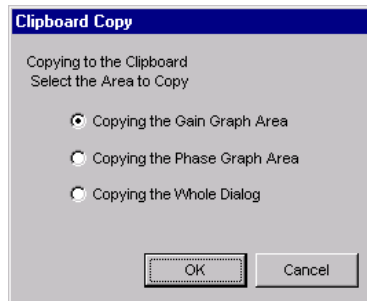 Clipboard Copy
Copying to the Clipboard
Select the Area to Copy
Copying the Gain Graph Area
Copying the Phase Graph Area
Copying the Whole Dialog
OK
Cancel